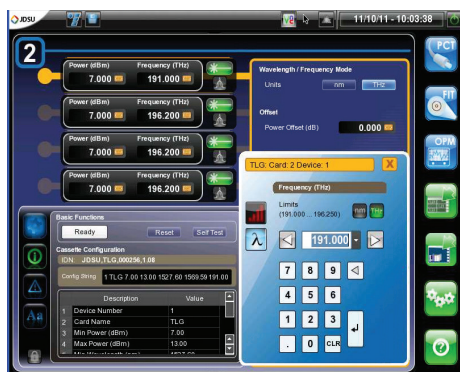 JDSU
11/10/11 - 10:03:38
2
Power (dBm) Frequency (THz)
7.000 191.000
Power (dBm) Frequency (THz)
7.000 196.200
Power (dBm) Frequency (THz)
7.000 196.200
Power (dBm) Frequency (THz)
7.000 196.200
Wavelength / Frequency Mode
Units nm THz
Offset
Power Offset (dB) 0.000
PCT
FIT
OPM
TLG: Card: 2 Device: 1 X
Frequency (THz)
Limits
(191.000 ... 196.250) nm THz
λ 191.000
7 8 9
4 5 6
1 2 3
. 0 CLR
Basic Functions
Ready Reset Self Test
Cassette Configuration
IDN: JDSU,TLG,000256,1.08
Config String 1 TLG 7.00 13.00 1527.60 1569.59 191.00
Description Value
1 Device Number 1
2 Card Name TLG
3 Min Power (dBm) 7.00
4 Max Power (dBm) 13.00
Aa
?